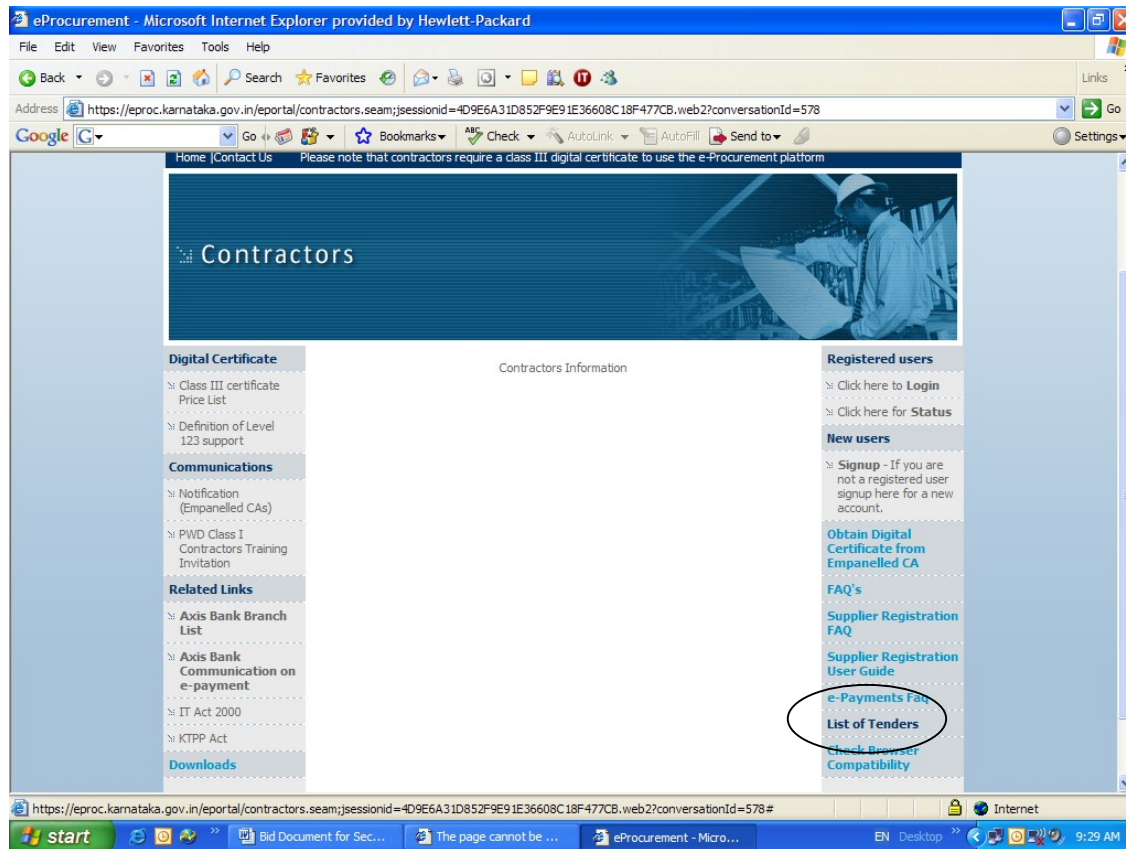 eProcurement - Microsoft Internet Explorer provided by Hewlett-Packard
File Edit View Favorites Tools Help
Back Search Favorites Links
Address https://eproc.karnataka.gov.in/eportal/contractors.seam;jsessionid=4D9E6A31D852F9E91E36608C18F477CB.web2?conversationId=578 Go
Google G Go Bookmarks Check AutoLink AutoFill Send to Settings
Home |Contact Us Please note that contractors require a class III digital certificate to use the e-Procurement platform
Contractors
Digital Certificate
Class III certificate
Price List
Definition of Level
123 support
Communications
Notification
(Empanelled CAs)
PWD Class I
Contractors Training
Invitation
Related Links
Axis Bank Branch
List
Axis Bank
Communication on
e-payment
IT Act 2000
KTPP Act
Downloads
Contractors Information
Registered users
Click here to Login
Click here for Status
New users
Signup - If you are
not a registered user
signup here for a new
account.
Obtain Digital
Certificate from
Empanelled CA
FAQ's
Supplier Registration
FAQ
Supplier Registration
User Guide
e-Payments Faq
List of Tenders
Check Browser
Compatibility
https://eproc.karnataka.gov.in/eportal/contractors.seam;jsessionid=4D9E6A31D852F9E91E36608C18F477CB.web2?conversationId=578# Internet
start Bid Document for Sec... The page cannot be ... eProcurement - Micro... EN Desktop 9:29 AM